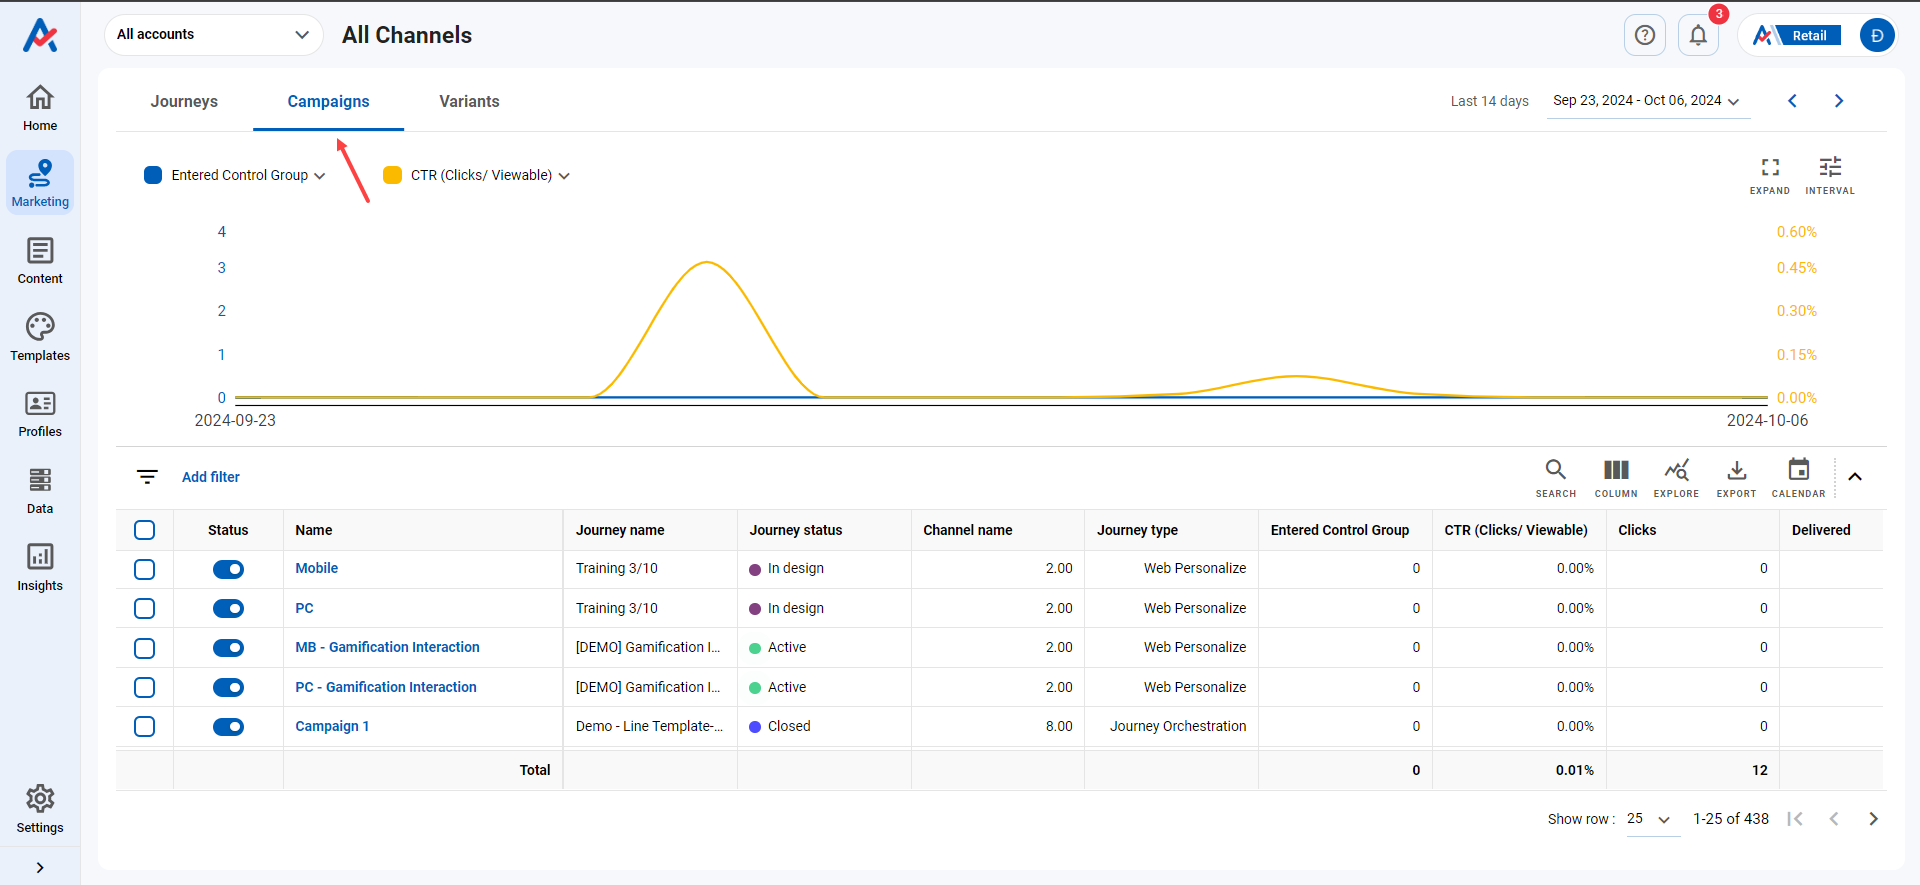 All accounts
All Channels
3
Retail
Đ
Home
Marketing
Content
Templates
Profiles
Data
Insights
Settings
Journeys
Campaigns
Variants
Last 14 days
Sep 23, 2024 - Oct 06, 2024
Entered Control Group
CTR (Clicks/ Viewable)
EXPAND
INTERVAL
4 0.60%
3 0.45%
2 0.30%
1 0.15%
0 0.00%
2024-09-23 2024-10-06
Add filter
SEARCH
COLUMN
EXPLORE
EXPORT
CALENDAR
Status Name Journey name Journey status Channel name Journey type Entered Control Group CTR (Clicks/ Viewable) Clicks Delivered
Mobile Training 3/10 In design 2.00 Web Personalize 0 0.00% 0
PC Training 3/10 In design 2.00 Web Personalize 0 0.00% 0
MB - Gamification Interaction [DEMO] Gamification I... Active 2.00 Web Personalize 0 0.00% 0
PC - Gamification Interaction [DEMO] Gamification I... Active 2.00 Web Personalize 0 0.00% 0
Campaign 1 Demo - Line Template-... Closed 8.00 Journey Orchestration 0 0.00% 0
Total 0 0.01% 12
Show row : 25 1-25 of 438